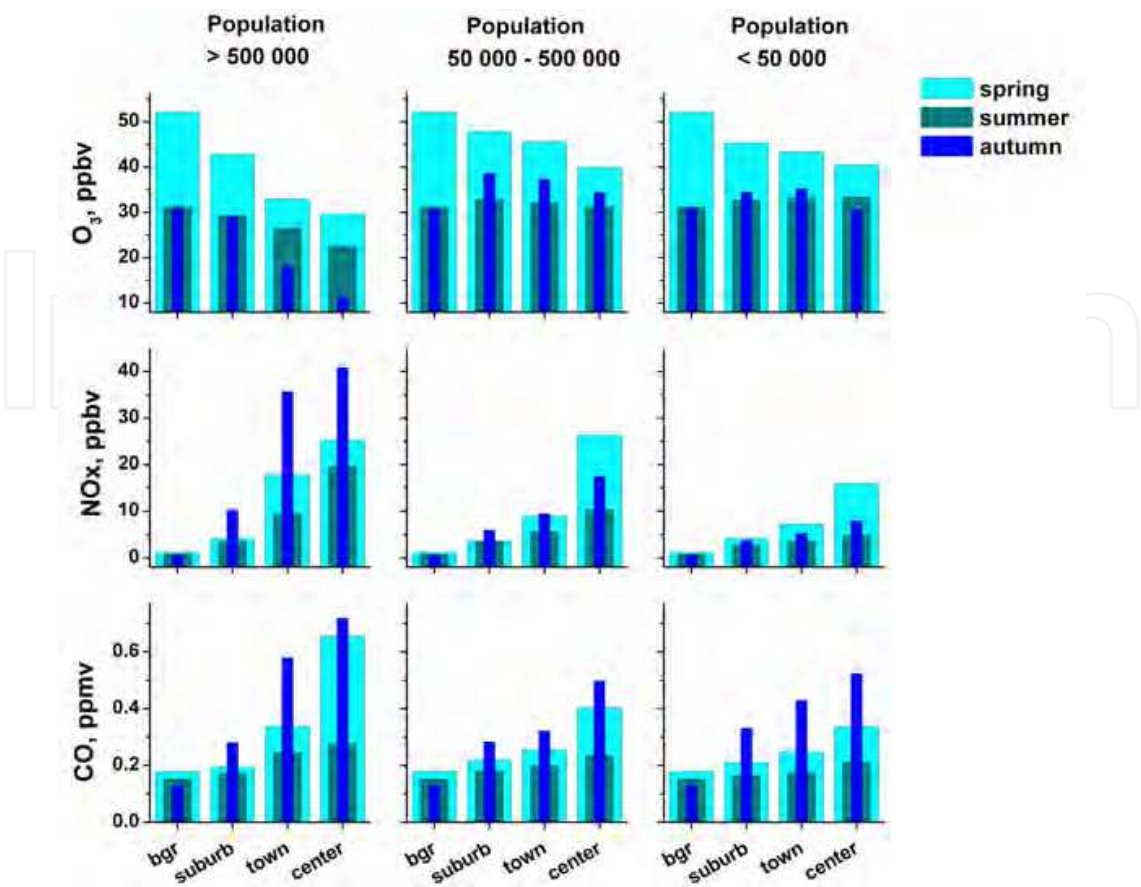 Population
> 500 000
Population
50 000 - 500 000
Population
< 50 000
spring
summer
autumn
O3, ppbv
50
40
30
20
10
NOx, ppbv
40
30
20
10
0
CO, ppmv
0.6
0.4
0.2
0.0
bgr
suburb
town
center
bgr
suburb
town
center
bgr
suburb
town
center